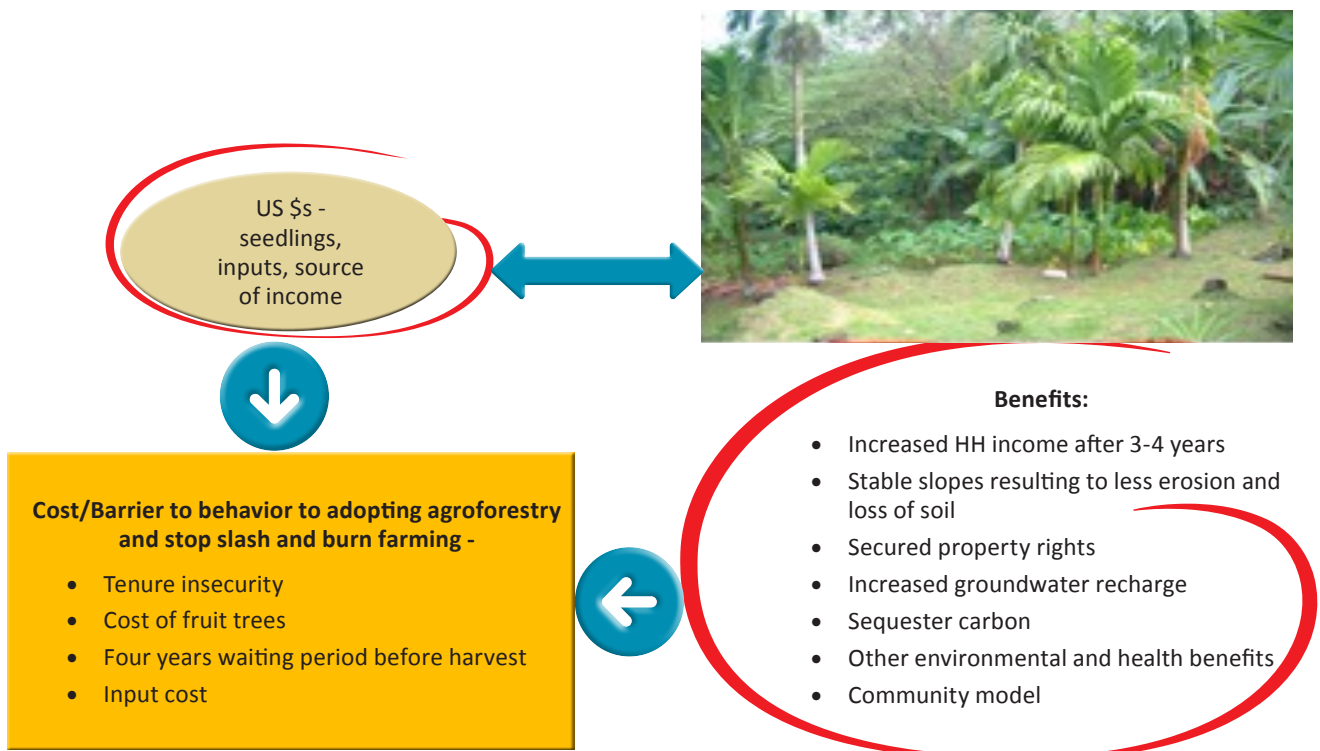 US $s -
seedlings,
inputs, source
of income
Cost/Barrier to behavior to adopting agroforestry
and stop slash and burn farming -
• Tenure insecurity
• Cost of fruit trees
• Four years waiting period before harvest
• Input cost
Benefits:
• Increased HH income after 3-4 years
• Stable slopes resulting to less erosion and
loss of soil
• Secured property rights
• Increased groundwater recharge
• Sequester carbon
• Other environmental and health benefits
• Community model